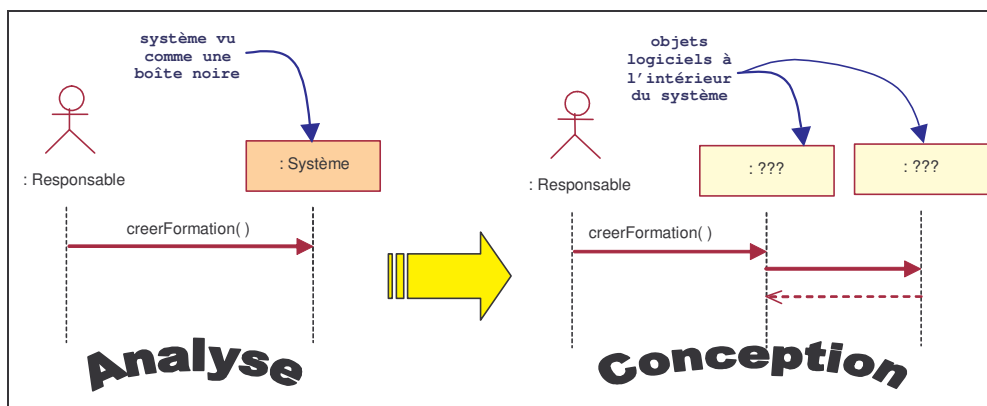 système vu
comme une
boîte noire
: Système
: Responsable
creerFormation( )
Analyse
objets
logiciels à
l'intérieur
du système
: ???
: ???
: Responsable
creerFormation( )
Conception